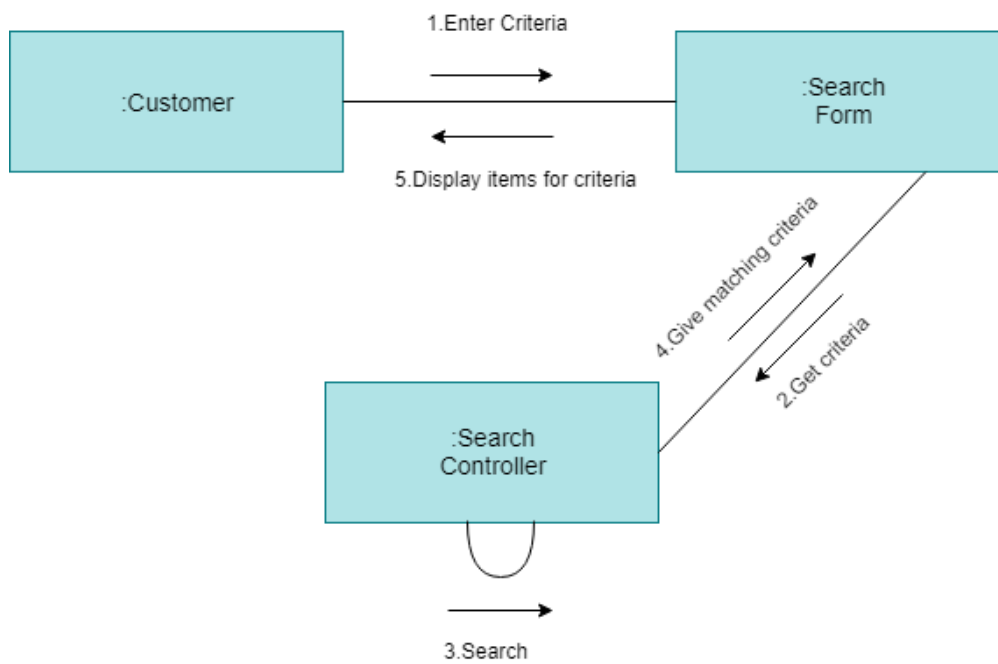 1.Enter Criteria
:Customer
:Search
Form
5.Display items for criteria
4.Give matching criteria
2.Get criteria
:Search
Controller
3.Search